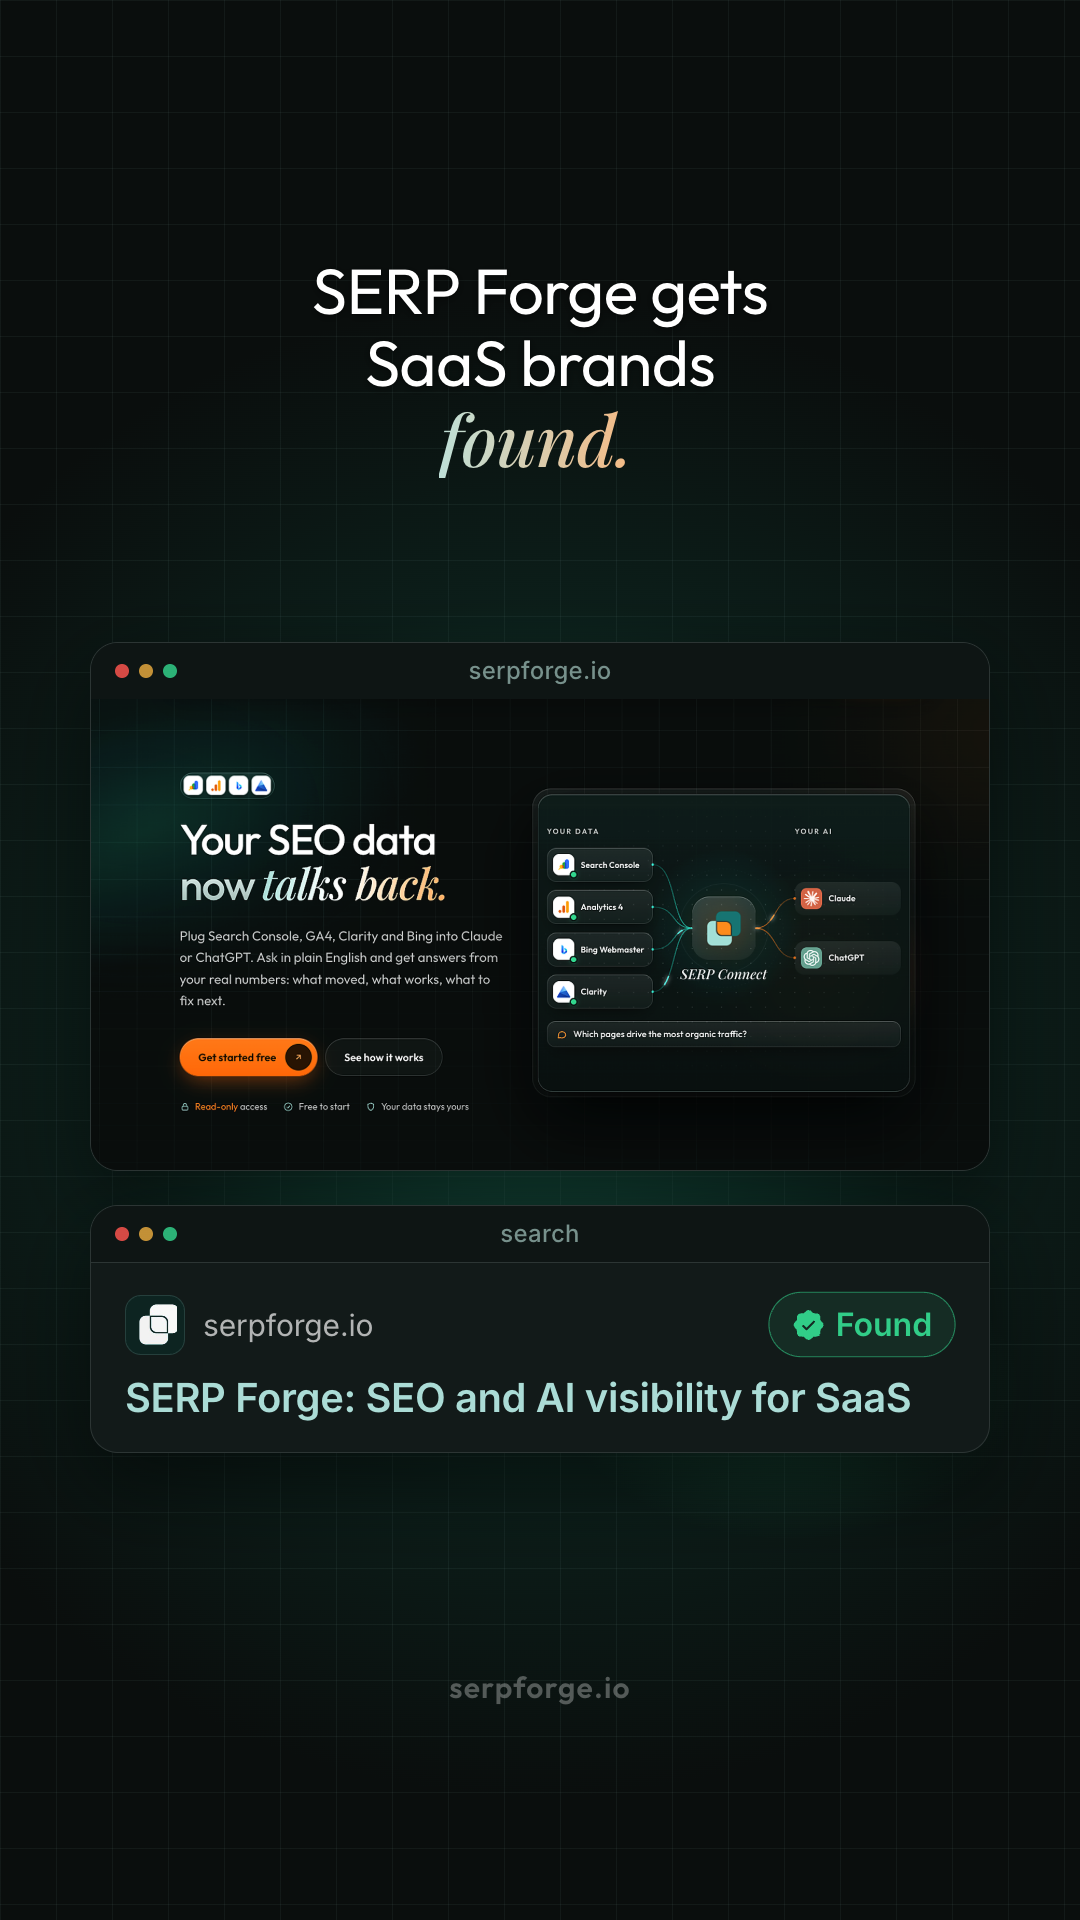 SERP Forge gets
SaaS brands
found.
serpforge.io
Your SEO data
now talks back.
Plug Search Console, GA4, Clarity and Bing into Claude
or ChatGPT. Ask in plain English and get answers from
your real numbers: what moved, what works, what to
fix next.
Get started free
See how it works
Read-only access
Free to start
Your data stays yours
YOUR DATA
Search Console
Analytics 4
Bing Webmaster
Clarity
SERP Connect
YOUR AI
Claude
ChatGPT
Which pages drive the most organic traffic?
search
serpforge.io
Found
SERP Forge: SEO and AI visibility for SaaS
serpforge.io